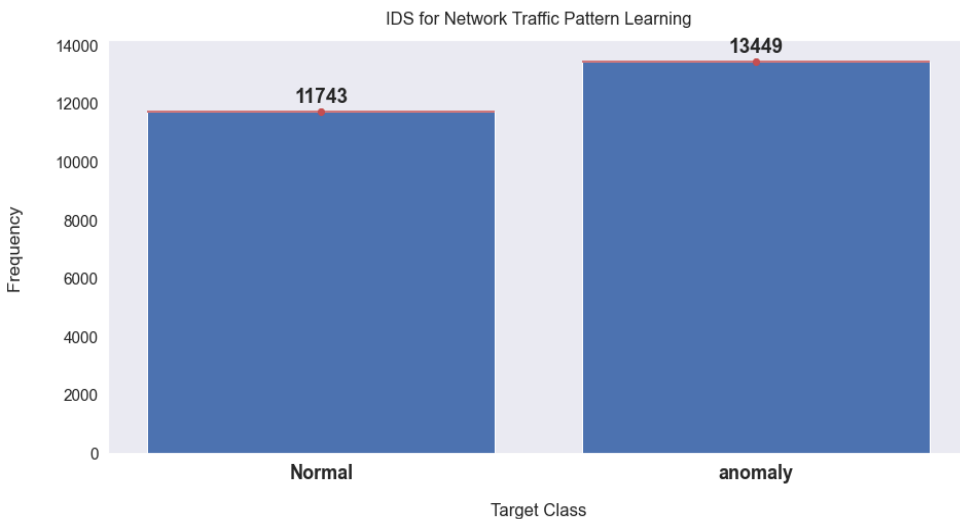 IDS for Network Traffic Pattern Learning
14000
12000
10000
8000
6000
4000
2000
0
Frequency
11743
13449
Normal
anomaly
Target Class